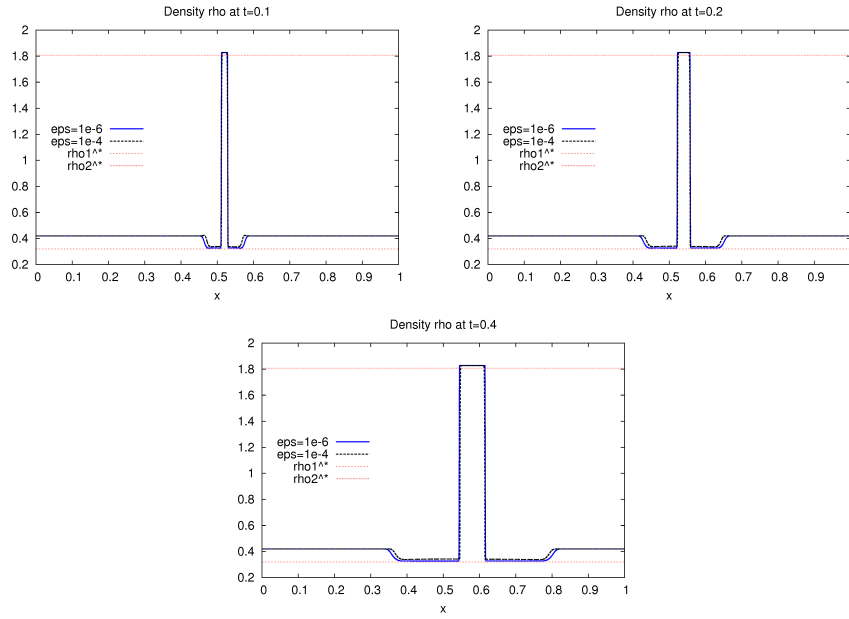 Density rho at t=0.1
2
1.8
1.6
1.4
1.2
1
0.8
0.6
0.4
0.2
eps=1e-6
eps=1e-4
rho1^*
rho2^*
0 0.1 0.2 0.3 0.4 0.5 0.6 0.7 0.8 0.9 1
x
Density rho at t=0.2
2
1.8
1.6
1.4
1.2
1
0.8
0.6
0.4
0.2
eps=1e-6
eps=1e-4
rho1^*
rho2^*
0 0.1 0.2 0.3 0.4 0.5 0.6 0.7 0.8 0.9
x
Density rho at t=0.4
2
1.8
1.6
1.4
1.2
1
0.8
0.6
0.4
0.2
eps=1e-6
eps=1e-4
rho1^*
rho2^*
0 0.1 0.2 0.3 0.4 0.5 0.6 0.7 0.8 0.9 1
x